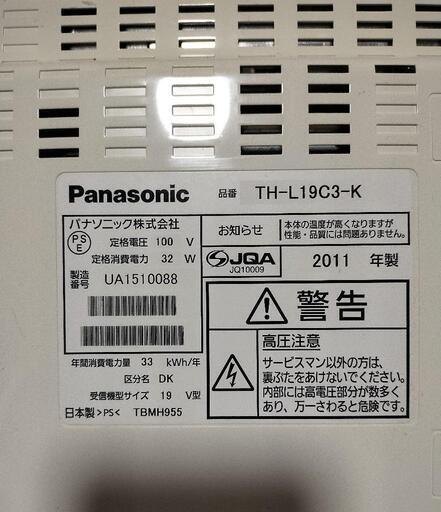 Panasonic 品番 TH-L19C3-K
パナソニック株式会社
PS E 定格電圧 100 V
定格消費電力 32 W
製造番号 UA1510088
年間消費電力量 33 kWh/年
区分名 DK
受信機型サイズ 19 V型
日本製 >PS< TBMH955
お知らせ
本体の温度が高くなりますが
性能・品質には問題ありません。
JQA
JQ10009
2011 年製
警告
高圧注意
サービスマン以外の方は、
裏ぶたをあけないでください。
内部には高電圧部分が数多く
あり、万一さわると危険です。